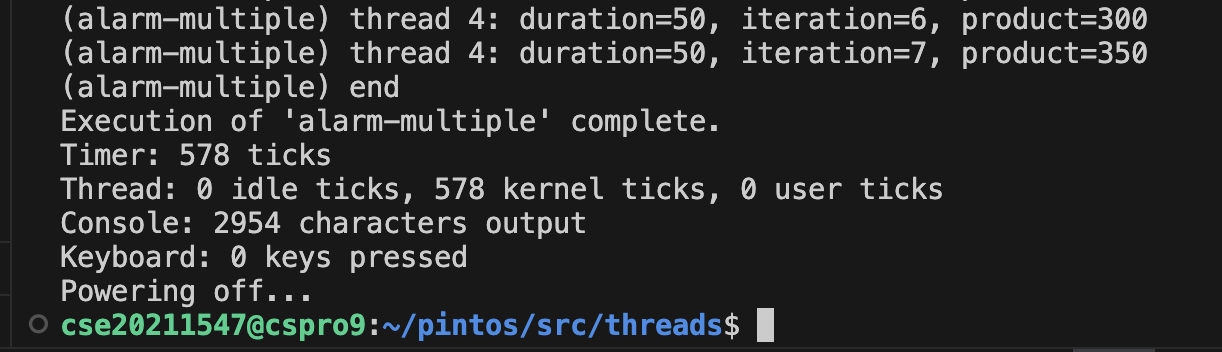 (alarm-multiple) thread 4: duration=50, iteration=6, product=300
(alarm-multiple) thread 4: duration=50, iteration=7, product=350
(alarm-multiple) end
Execution of 'alarm-multiple' complete.
Timer: 578 ticks
Thread: 0 idle ticks, 578 kernel ticks, 0 user ticks
Console: 2954 characters output
Keyboard: 0 keys pressed
Powering off...
cse20211547@cspro9:~/pintos/src/threads$